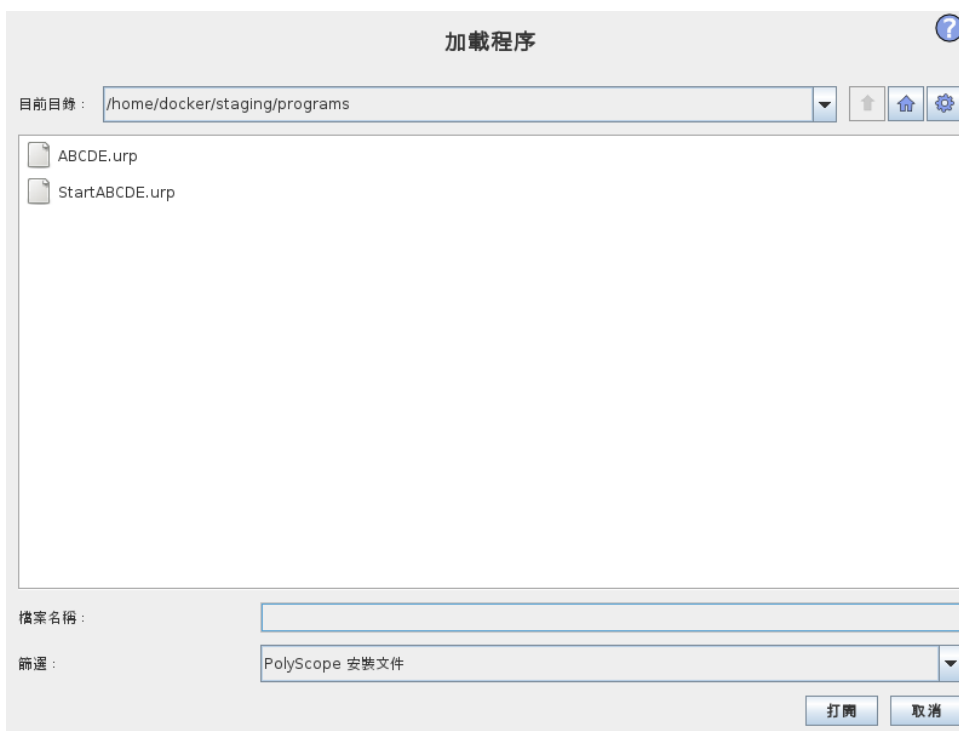 加載程序
?
目前目錄： /home/docker/staging/programs
ABCDE.urp
StartABCDE.urp
檔案名稱：
篩選： PolyScope 安裝文件
打開 取消